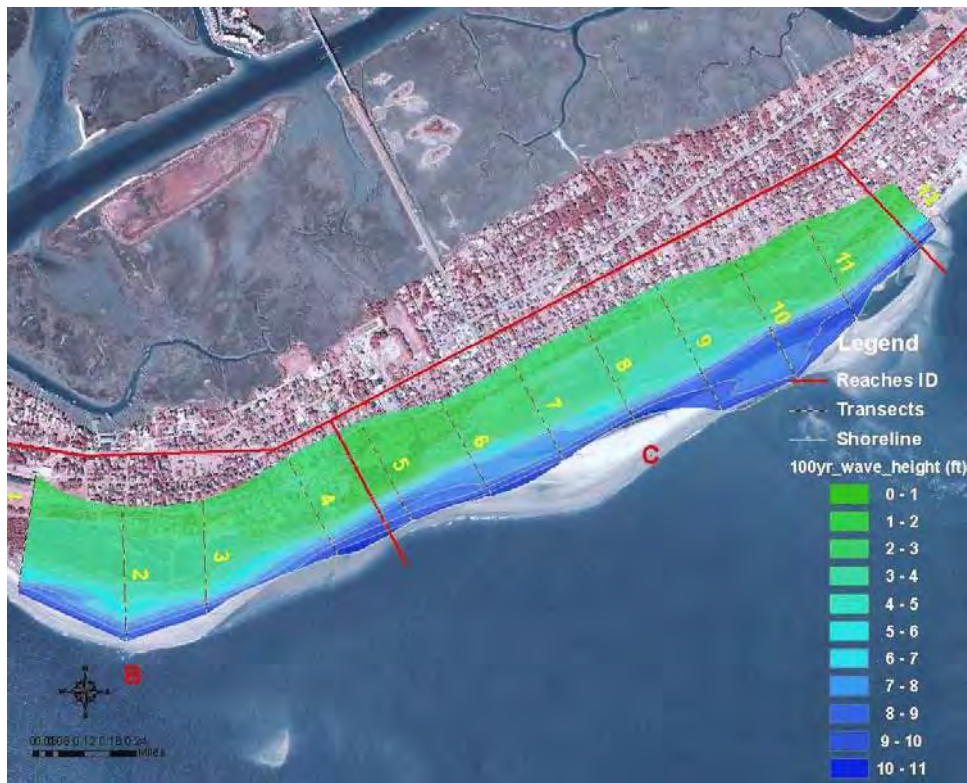 12
11
10
9
8
7
6
5
4
3
2
1
B
C
Legend
Reaches ID
Transects
Shoreline
100yr_wave_height (ft)
0 - 1
1 - 2
2 - 3
3 - 4
4 - 5
5 - 6
6 - 7
7 - 8
8 - 9
9 - 10
10 - 11
N
Miles